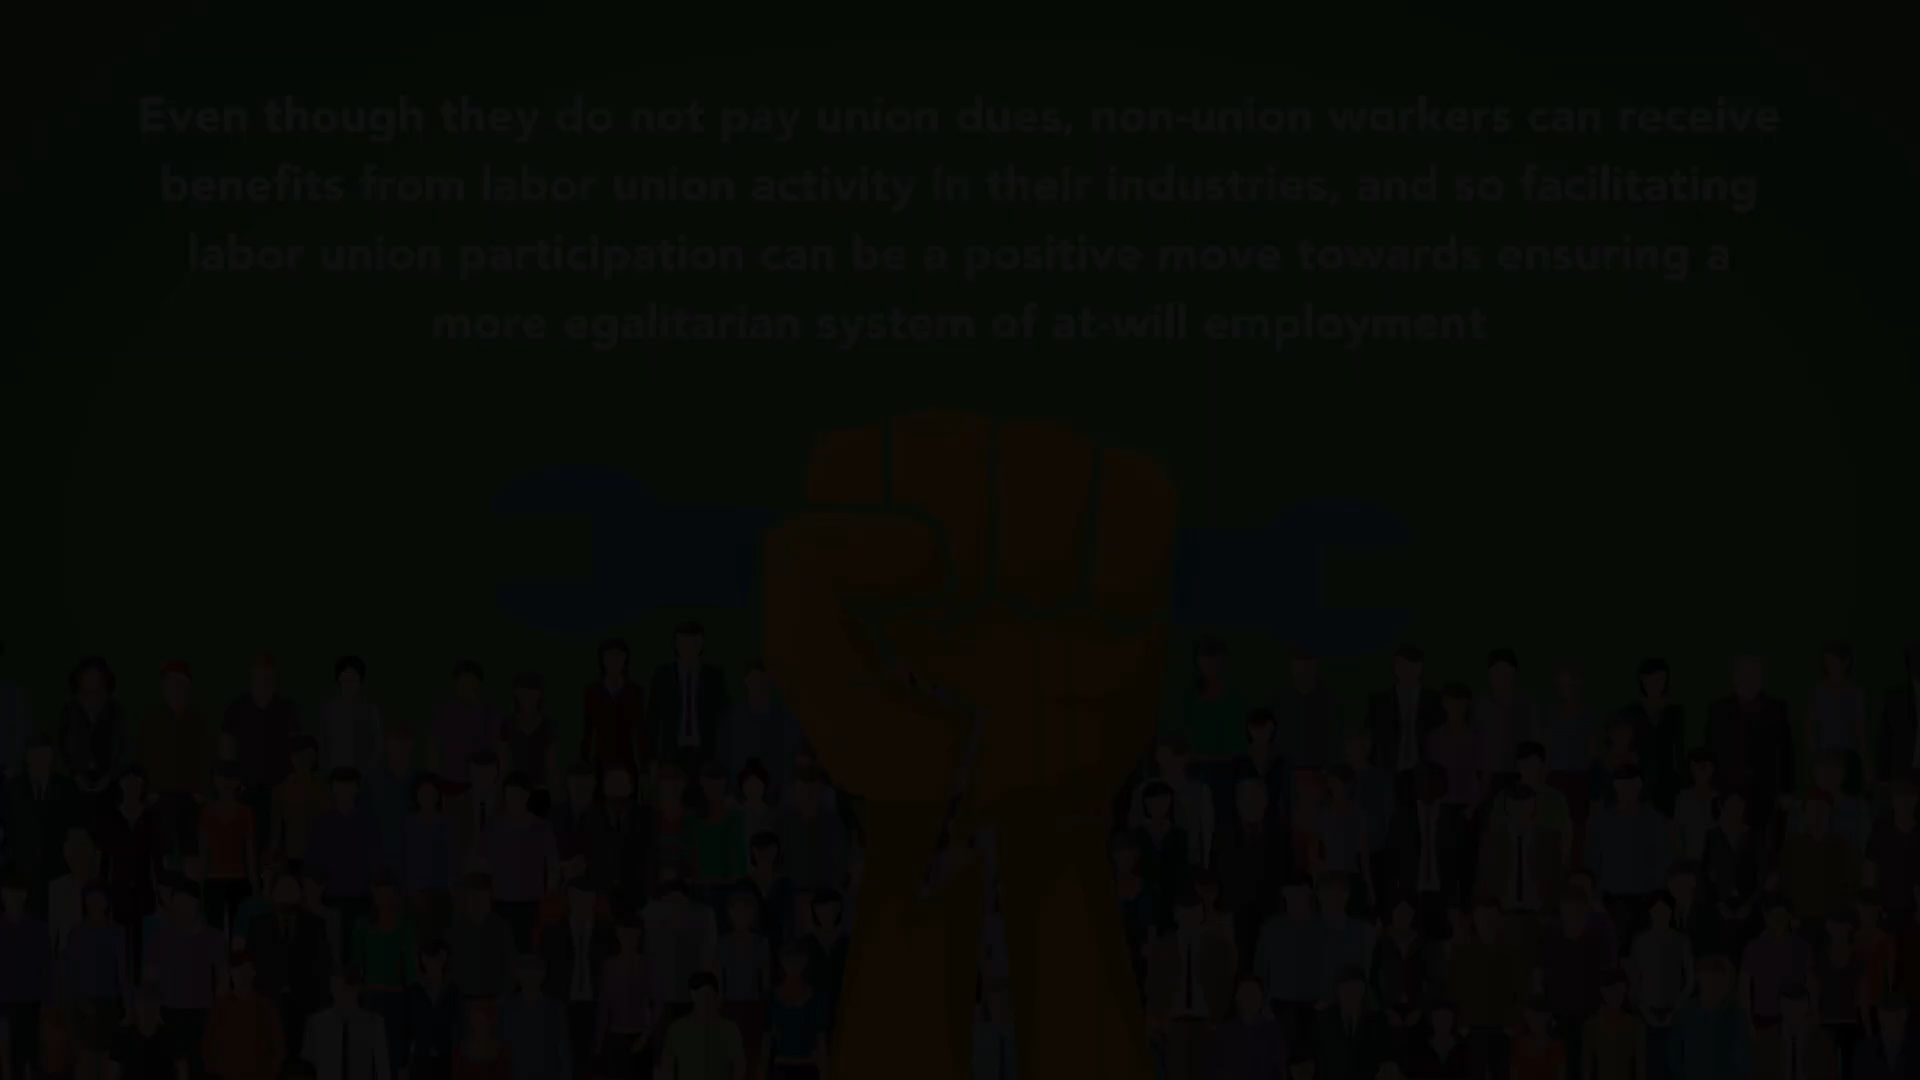 Even though they do not pay union dues, non-union workers can receive
benefits from labor union activity in their industries, and so facilitating
labor union participation can be a positive move towards ensuring a
more egalitarian system of at-will employment